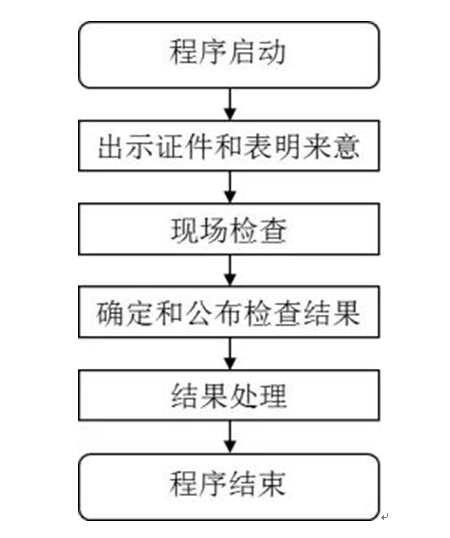 程序启动
出示证件和表明来意
现场检查
确定和公布检查结果
结果处理
程序结束